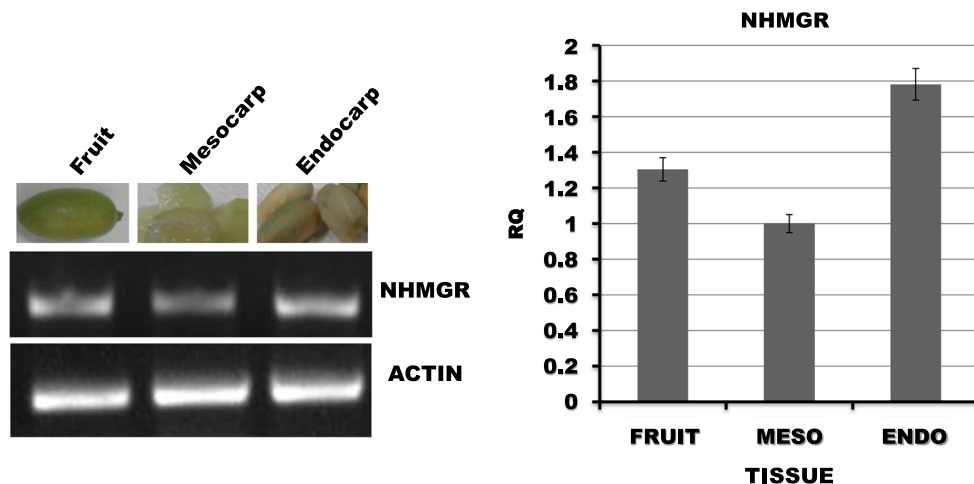 Fruit
Mesocarp
Endocarp
NHMGR
ACTIN
NHMGR
2
1.8
1.6
1.4
1.2
1
0.8
0.6
0.4
0.2
0
RQ
FRUIT MESO ENDO
TISSUE